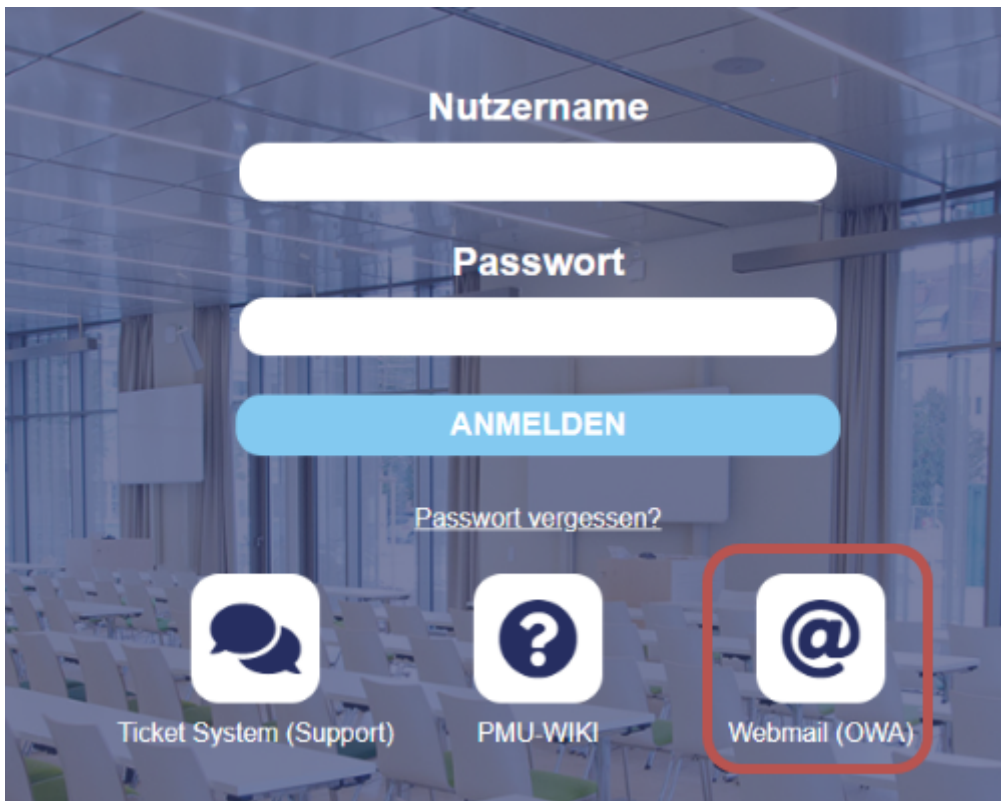 Nutzername
Passwort
ANMELDEN
Passwort vergessen?
Ticket System (Support)
PMU-WIKI
Webmail (OWA)